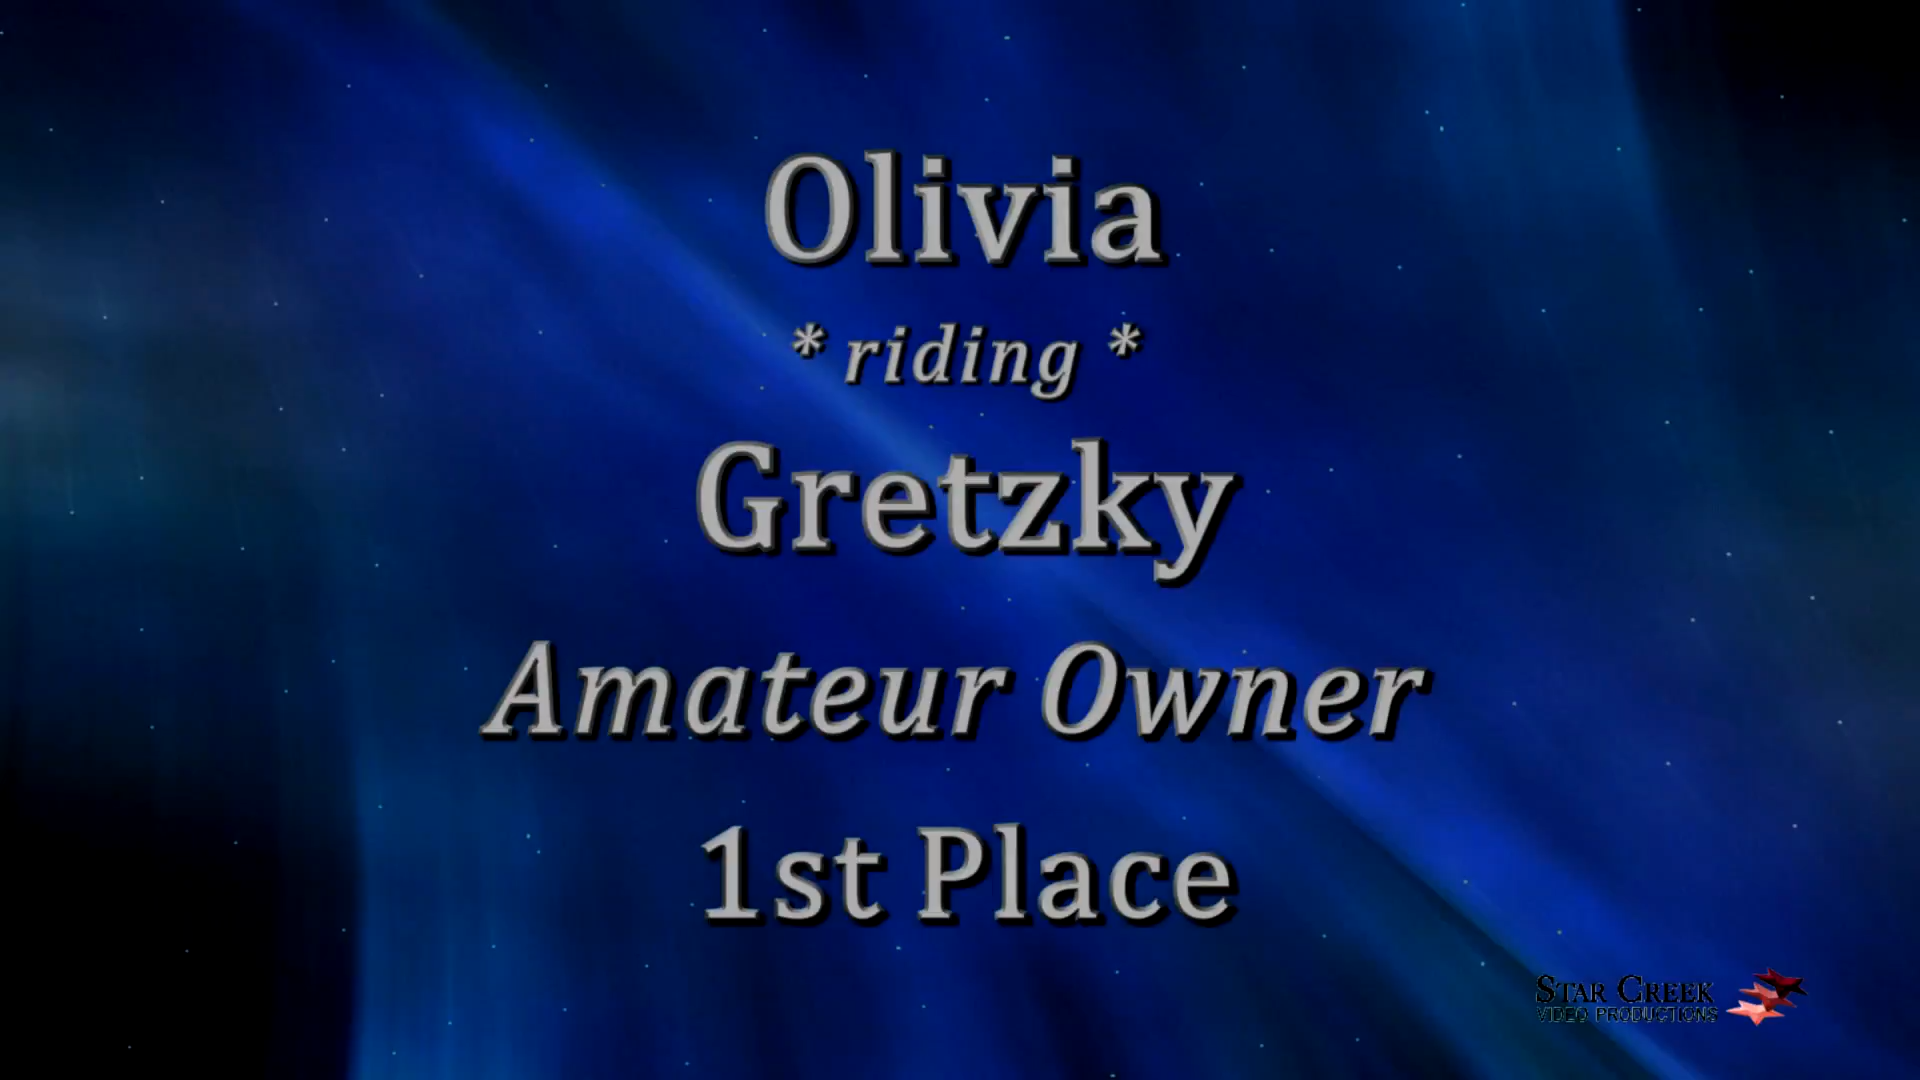 Olivia
* riding *
Gretzky
Amateur Owner
1st Place
STAR CREEK
VIDEO PRODUCTIONS